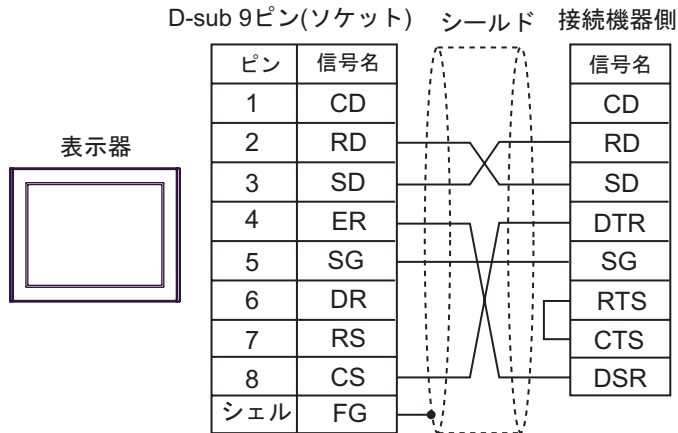 D-sub 9ピン(ソケット) シールド 接続機器側
ピン 信号名 信号名
1 CD CD
2 RD RD
表示器
3 SD SD
4 ER DTR
5 SG SG
6 DR RTS
7 RS CTS
8 CS DSR
シェル FG